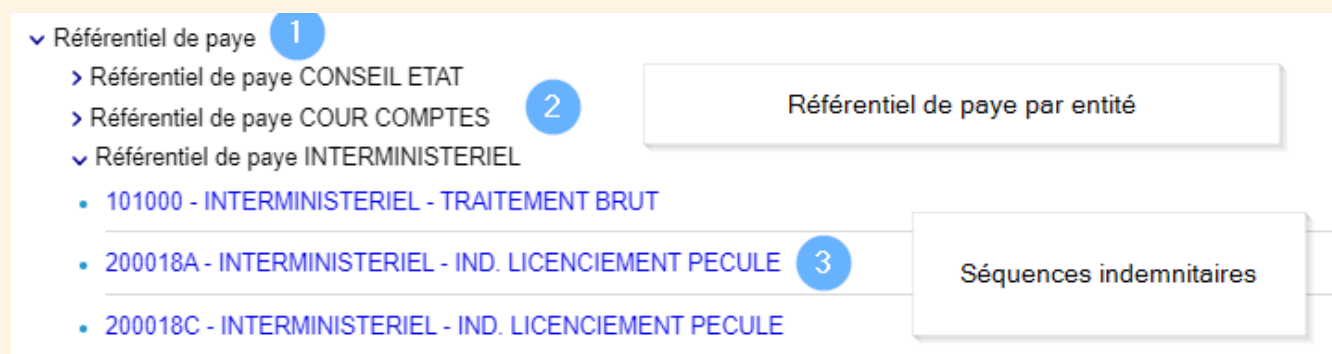 Référentiel de paye 1
Référentiel de paye CONSEIL ETAT
Référentiel de paye COUR COMPTES 2
Référentiel de paye par entité
Référentiel de paye INTERMINISTERIEL
101000 - INTERMINISTERIEL - TRAITEMENT BRUT
200018A - INTERMINISTERIEL - IND. LICENCIEMENT PECULE 3
Séquences indemnitaires
200018C - INTERMINISTERIEL - IND. LICENCIEMENT PECULE